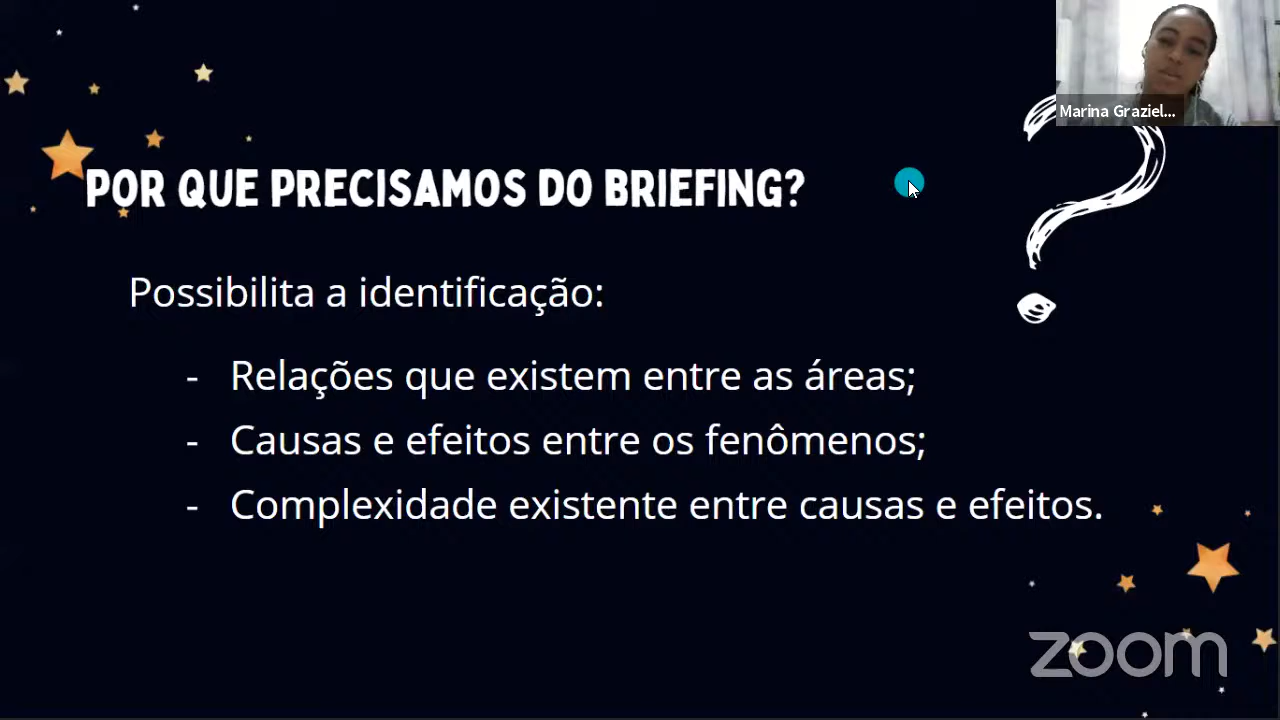 Marina Graziel...
POR QUE PRECISAMOS DO BRIEFING?
Possibilita a identificação:
- Relações que existem entre as áreas;
- Causas e efeitos entre os fenômenos;
- Complexidade existente entre causas e efeitos.
zoom